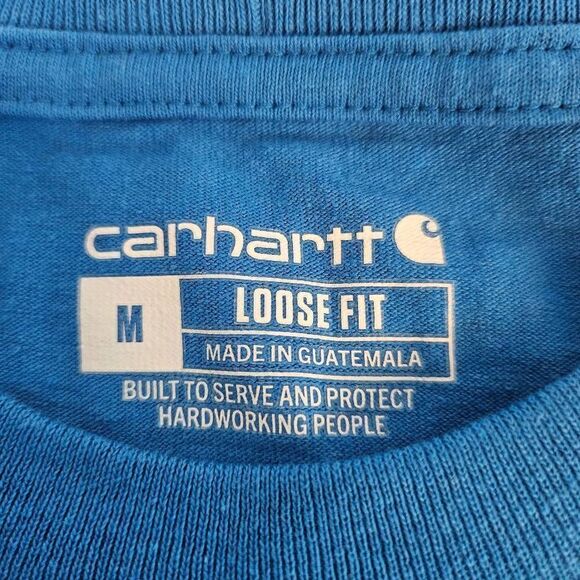 carhartt
M
LOOSE FIT
MADE IN GUATEMALA
BUILT TO SERVE AND PROTECT
HARDWORKING PEOPLE